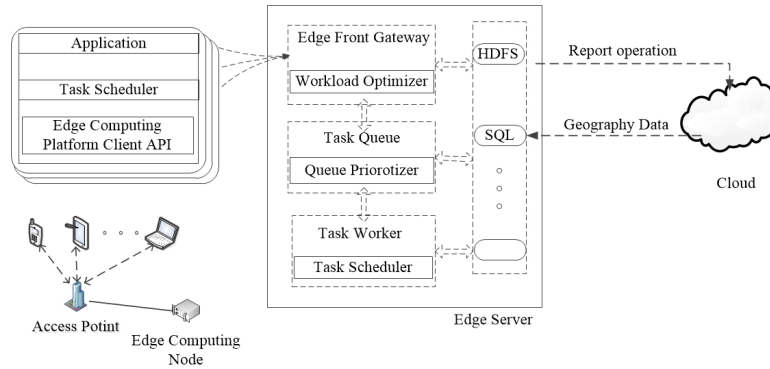 Application
Task Scheduler
Edge Computing
Platform Client API
Edge Front Gateway
Workload Optimizer
Task Queue
Queue Priorotizer
Task Worker
Task Scheduler
HDFS
SQL
Edge Server
Report operation
Geography Data
Cloud
Access Potint
Edge Computing
Node